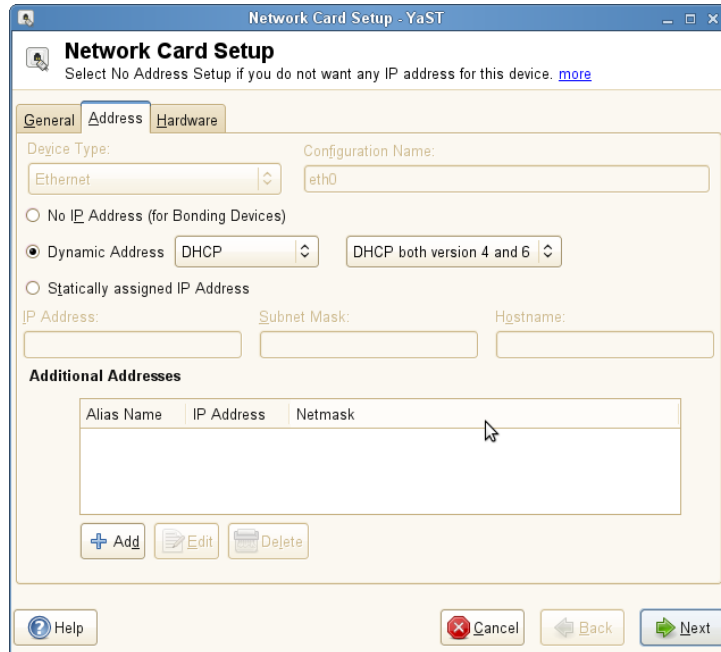 Network Card Setup - YaST
Network Card Setup
Select No Address Setup if you do not want any IP address for this device. more
General Address Hardware
Device Type: Configuration Name:
Ethernet eth0
No IP Address (for Bonding Devices)
Dynamic Address DHCP DHCP both version 4 and 6
Statically assigned IP Address
IP Address: Subnet Mask: Hostname:
Additional Addresses
Alias Name IP Address Netmask
Add Edit Delete
Help Cancel Back Next